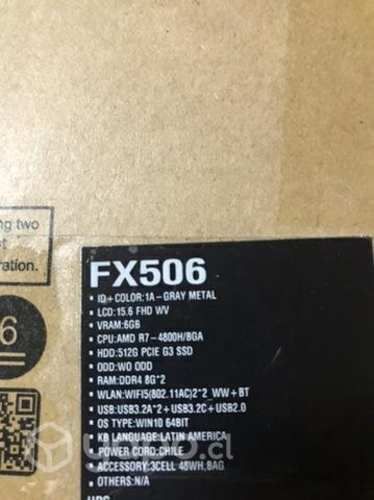 ng two
t
ration.
6
FX506
• ID+COLOR:1A-GRAY METAL
• LCD:15.6 FHD WV
• VRAM:6GB
• CPU:AMD R7-4800H/8GA
• HDD:512G PCIE G3 SSD
• ODD:WO ODD
• RAM:DDR4 8G*2
• WLAN:WIFI5(802.11AC)2*2_WW+BT
• USB:USB3.2A*2+USB3.2C+USB2.0
• OS TYPE:WIN10 64BIT
• KB LANGUAGE:LATIN AMERICA
• POWER CORD:CHILE
• ACCESSORY:3CELL 48WH,BAG
• OTHERS:N/A
yapo.cl